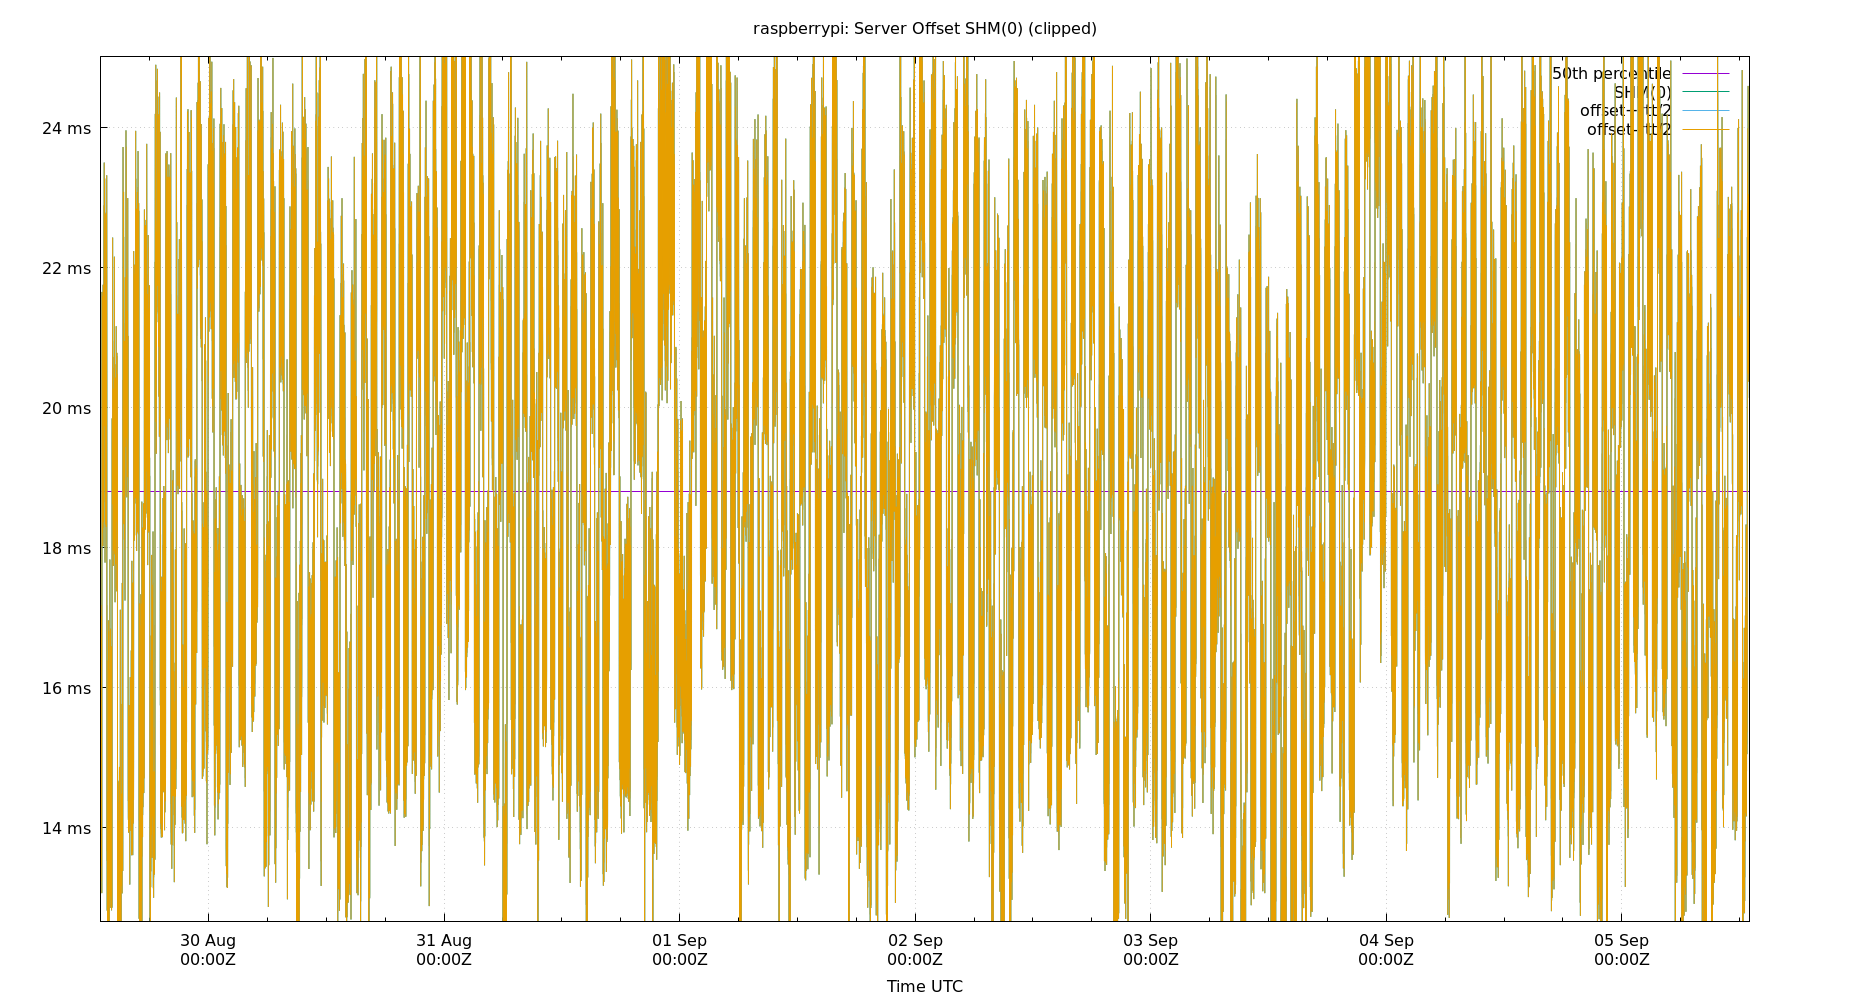 raspberrypi: Server Offset SHM(0) (clipped)
50th percentile
SHM(0)
24 ms
22 ms
20 ms
18 ms
16 ms
14 ms
30 Aug
00:00Z
31 Aug
00:00Z
01 Sep
00:00Z
02 Sep
00:00Z
03 Sep
00:00Z
04 Sep
00:00Z
05 Sep
00:00Z
Time UTC